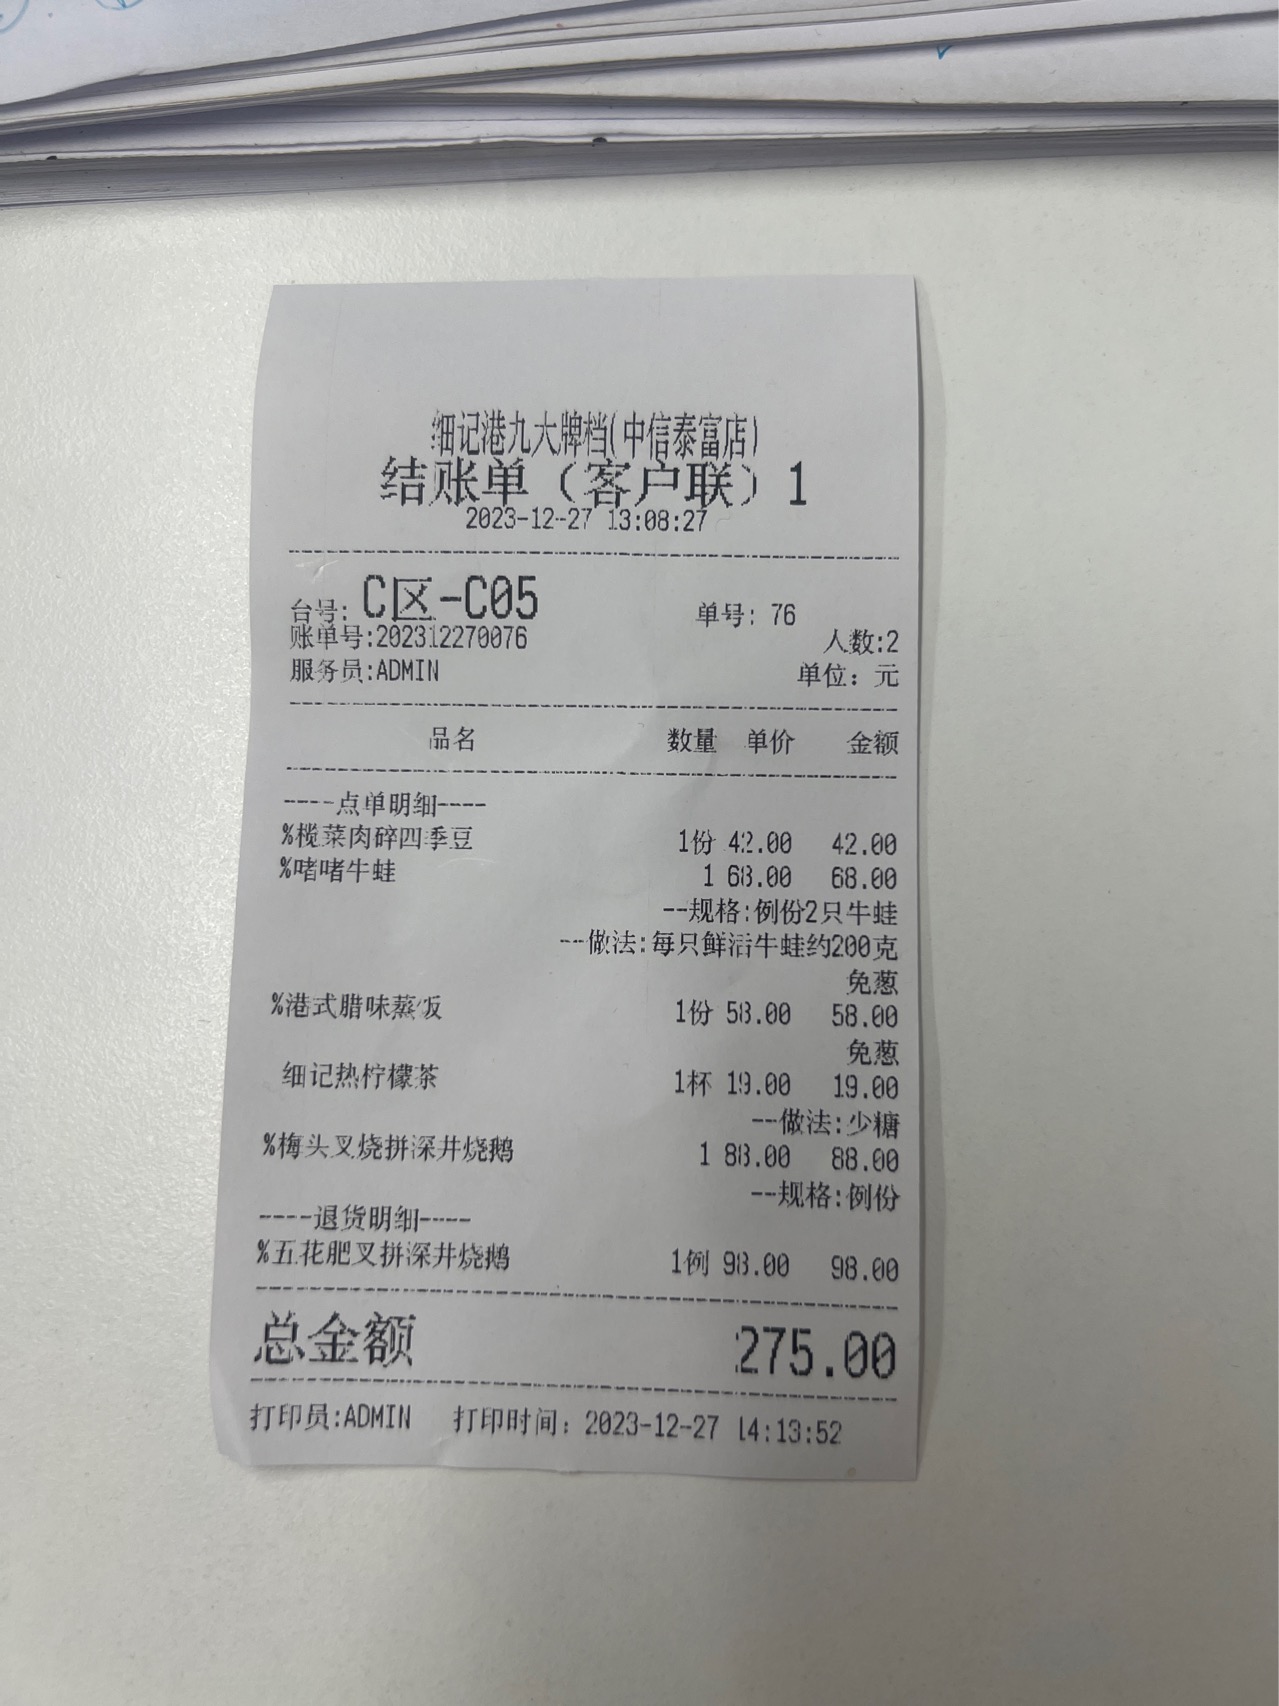 细记港九大牌档(中信泰富店)
结账单（客户联）1
2023-12-27 13:08:27
台号: C区-C05 单号: 76
账单号:202312270076 人数:2
服务员:ADMIN 单位：元
品名 数量 单价 金额
----点单明细----
%榄菜肉碎四季豆 1份 42.00 42.00
%啫啫牛蛙 1 68.00 68.00
--规格:例份2只牛蛙
--做法:每只鲜活牛蛙约200克
免葱
%港式腊味蒸饭 1份 58.00 58.00
免葱
细记热柠檬茶 1杯 19.00 19.00
--做法:少糖
%梅头叉烧拼深井烧鹅 1 88.00 88.00
--规格:例份
----退货明细----
%五花肥叉拼深井烧鹅 1例 98.00 98.00
总金额 275.00
打印员:ADMIN 打印时间：2023-12-27 14:13:52